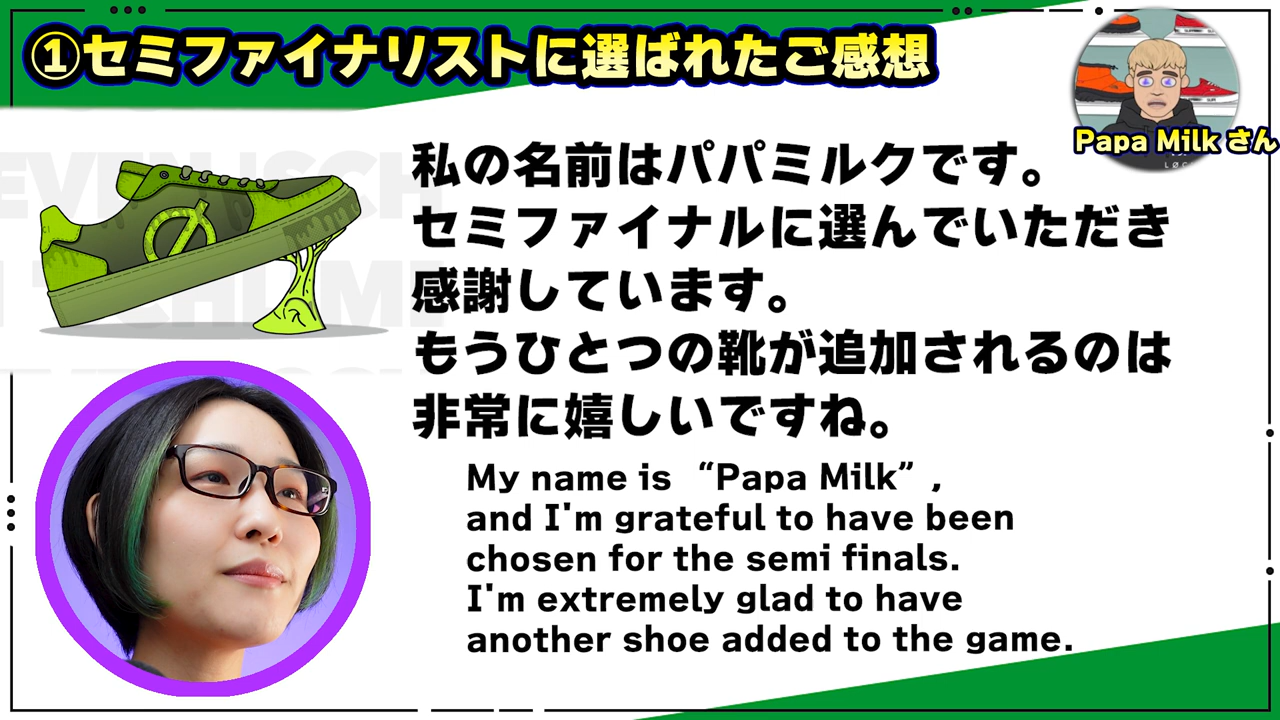 ①セミファイナリストに選ばれたご感想
Papa Milk さん
私の名前はパパミルクです。
セミファイナルに選んでいただき
感謝しています。
もうひとつの靴が追加されるのは
非常に嬉しいですね。
My name is “Papa Milk”,
and I'm grateful to have been
chosen for the semi finals.
I'm extremely glad to have
another shoe added to the game.